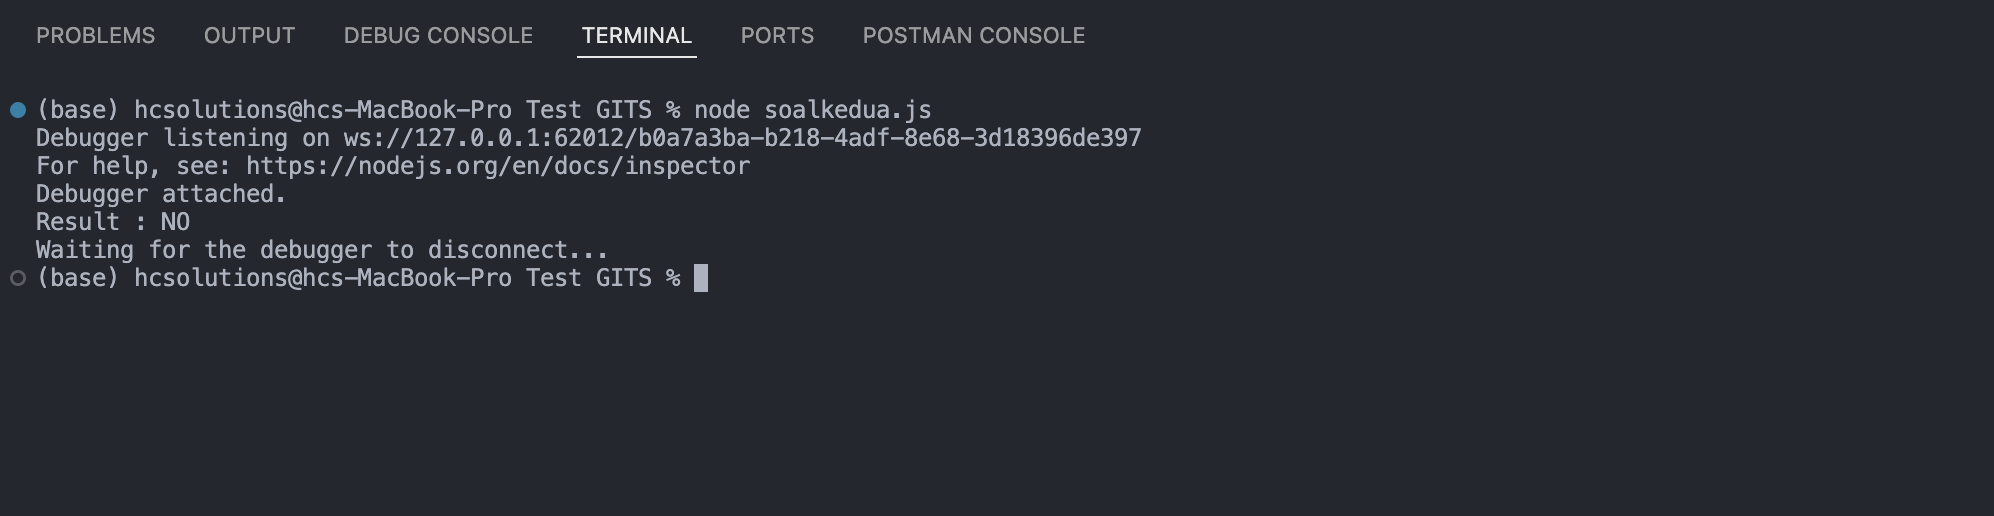 PROBLEMS OUTPUT DEBUG CONSOLE TERMINAL PORTS POSTMAN CONSOLE
(base) hcsolutions@hcs-MacBook-Pro Test GITS % node soalkedua.js
Debugger listening on ws://127.0.0.1:62012/b0a7a3ba-b218-4adf-8e68-3d18396de397
For help, see: https://nodejs.org/en/docs/inspector
Debugger attached.
Result : NO
Waiting for the debugger to disconnect...
(base) hcsolutions@hcs-MacBook-Pro Test GITS %